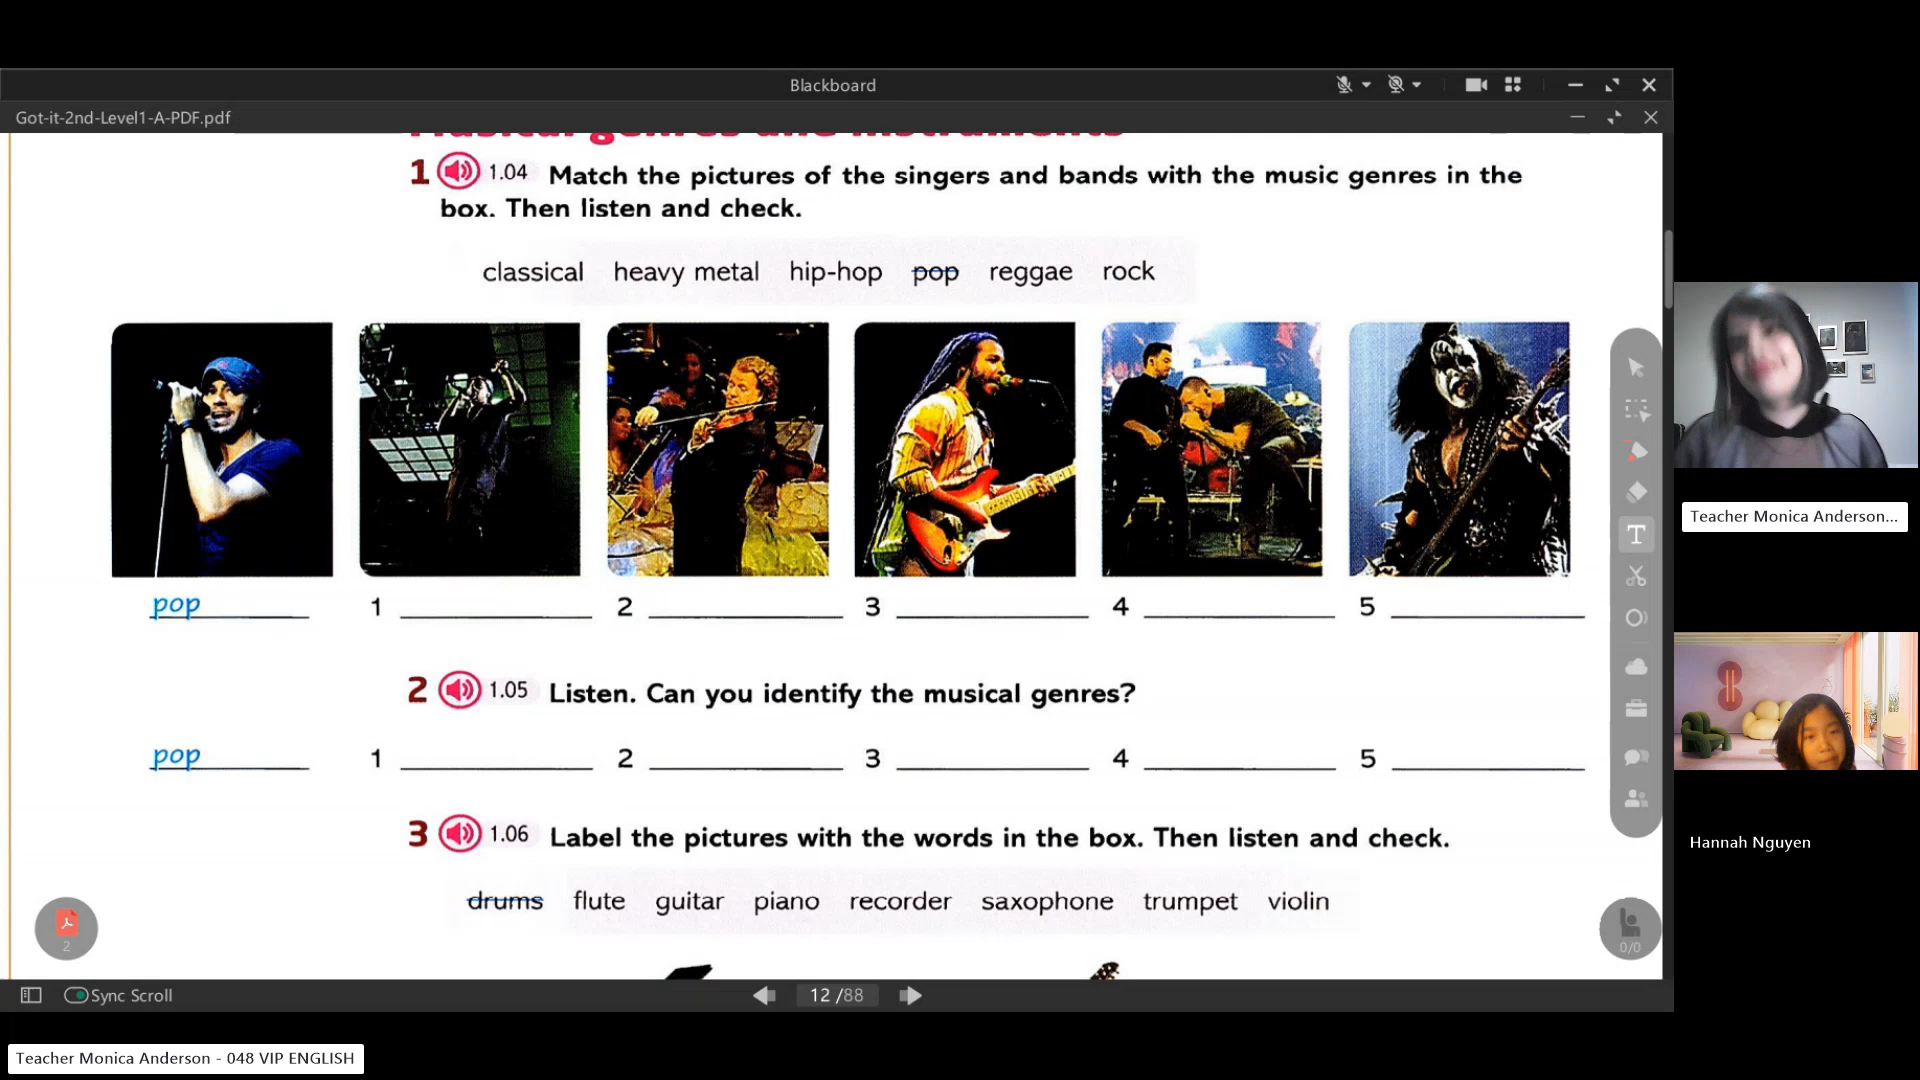 Blackboard
Got-it-2nd-Level1-A-PDF.pdf
Musical genres and instruments
1 1.04 Match the pictures of the singers and bands with the music genres in the
box. Then listen and check.
classical heavy metal hip-hop pop reggae rock
pop 1 2 3 4 5
2 1.05 Listen. Can you identify the musical genres?
pop 1 2 3 4 5
3 1.06 Label the pictures with the words in the box. Then listen and check.
drums flute guitar piano recorder saxophone trumpet violin
2
0/0
Sync Scroll
12 /88
Teacher Monica Anderson...
Hannah Nguyen
Teacher Monica Anderson - 048 VIP ENGLISH